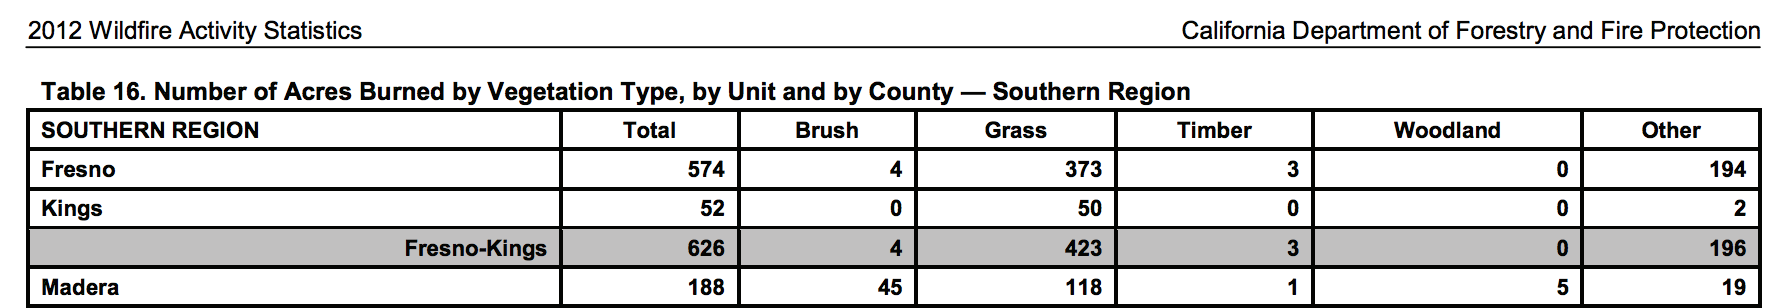 2012 Wildfire Activity Statistics California Department of Forestry and Fire Protection
Table 16. Number of Acres Burned by Vegetation Type, by Unit and by County — Southern Region
SOUTHERN REGION Total Brush Grass Timber Woodland Other
Fresno 574 4 373 3 0 194
Kings 52 0 50 0 0 2
Fresno-Kings 626 4 423 3 0 196
Madera 188 45 118 1 5 19